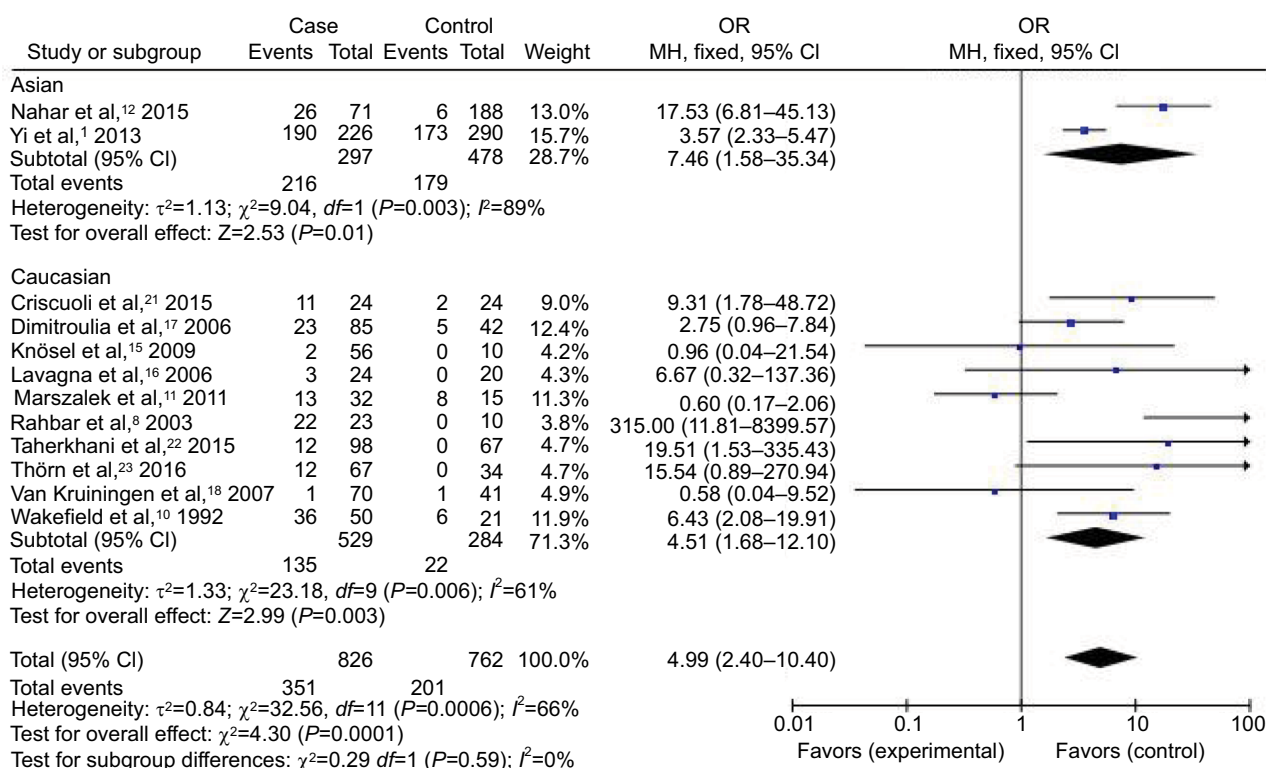 Case Control OR OR
Study or subgroup Events Total Events Total Weight MH, fixed, 95% CI MH, fixed, 95% CI
Asian
Nahar et al,¹² 2015 26 71 6 188 13.0% 17.53 (6.81–45.13)
Yi et al,¹ 2013 190 226 173 290 15.7% 3.57 (2.33–5.47)
Subtotal (95% CI) 297 478 28.7% 7.46 (1.58–35.34)
Total events 216 179
Heterogeneity: τ²=1.13; χ²=9.04, df=1 (P=0.003); I²=89%
Test for overall effect: Z=2.53 (P=0.01)
Caucasian
Criscuoli et al,²¹ 2015 11 24 2 24 9.0% 9.31 (1.78–48.72)
Dimitroulia et al,¹⁷ 2006 23 85 5 42 12.4% 2.75 (0.96–7.84)
Knösel et al,¹⁵ 2009 2 56 0 10 4.2% 0.96 (0.04–21.54)
Lavagna et al,¹⁶ 2006 3 24 0 20 4.3% 6.67 (0.32–137.36)
Marszalek et al,¹¹ 2011 13 32 8 15 11.3% 0.60 (0.17–2.06)
Rahbar et al,⁸ 2003 22 23 0 10 3.8% 315.00 (11.81–8399.57)
Taherkhani et al,²² 2015 12 98 0 67 4.7% 19.51 (1.53–335.43)
Thörn et al,²³ 2016 12 67 0 34 4.7% 15.54 (0.89–270.94)
Van Kruiningen et al,¹⁸ 2007 1 70 1 41 4.9% 0.58 (0.04–9.52)
Wakefield et al,¹⁰ 1992 36 50 6 21 11.9% 6.43 (2.08–19.91)
Subtotal (95% CI) 529 284 71.3% 4.51 (1.68–12.10)
Total events 135 22
Heterogeneity: τ²=1.33; χ²=23.18, df=9 (P=0.006); I²=61%
Test for overall effect: Z=2.99 (P=0.003)
Total (95% CI) 826 762 100.0% 4.99 (2.40–10.40)
Total events 351 201
Heterogeneity: τ²=0.84; χ²=32.56, df=11 (P=0.0006); I²=66%
Test for overall effect: χ²=4.30 (P=0.0001)
Test for subgroup differences: χ²=0.29 df=1 (P=0.59); I²=0%
0.01 0.1 1 10 100
Favors (experimental) Favors (control)